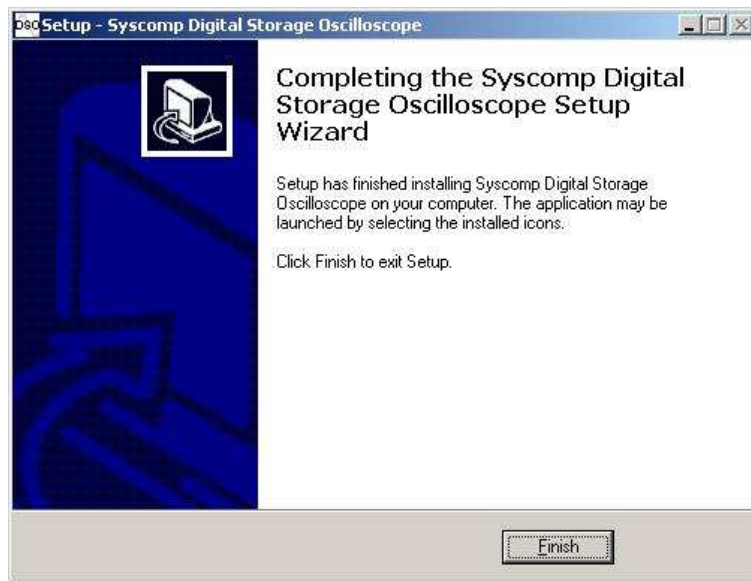 DSO Setup - Syscomp Digital Storage Oscilloscope
Completing the Syscomp Digital
Storage Oscilloscope Setup
Wizard
Setup has finished installing Syscomp Digital Storage
Oscilloscope on your computer. The application may be
launched by selecting the installed icons.
Click Finish to exit Setup.
Finish